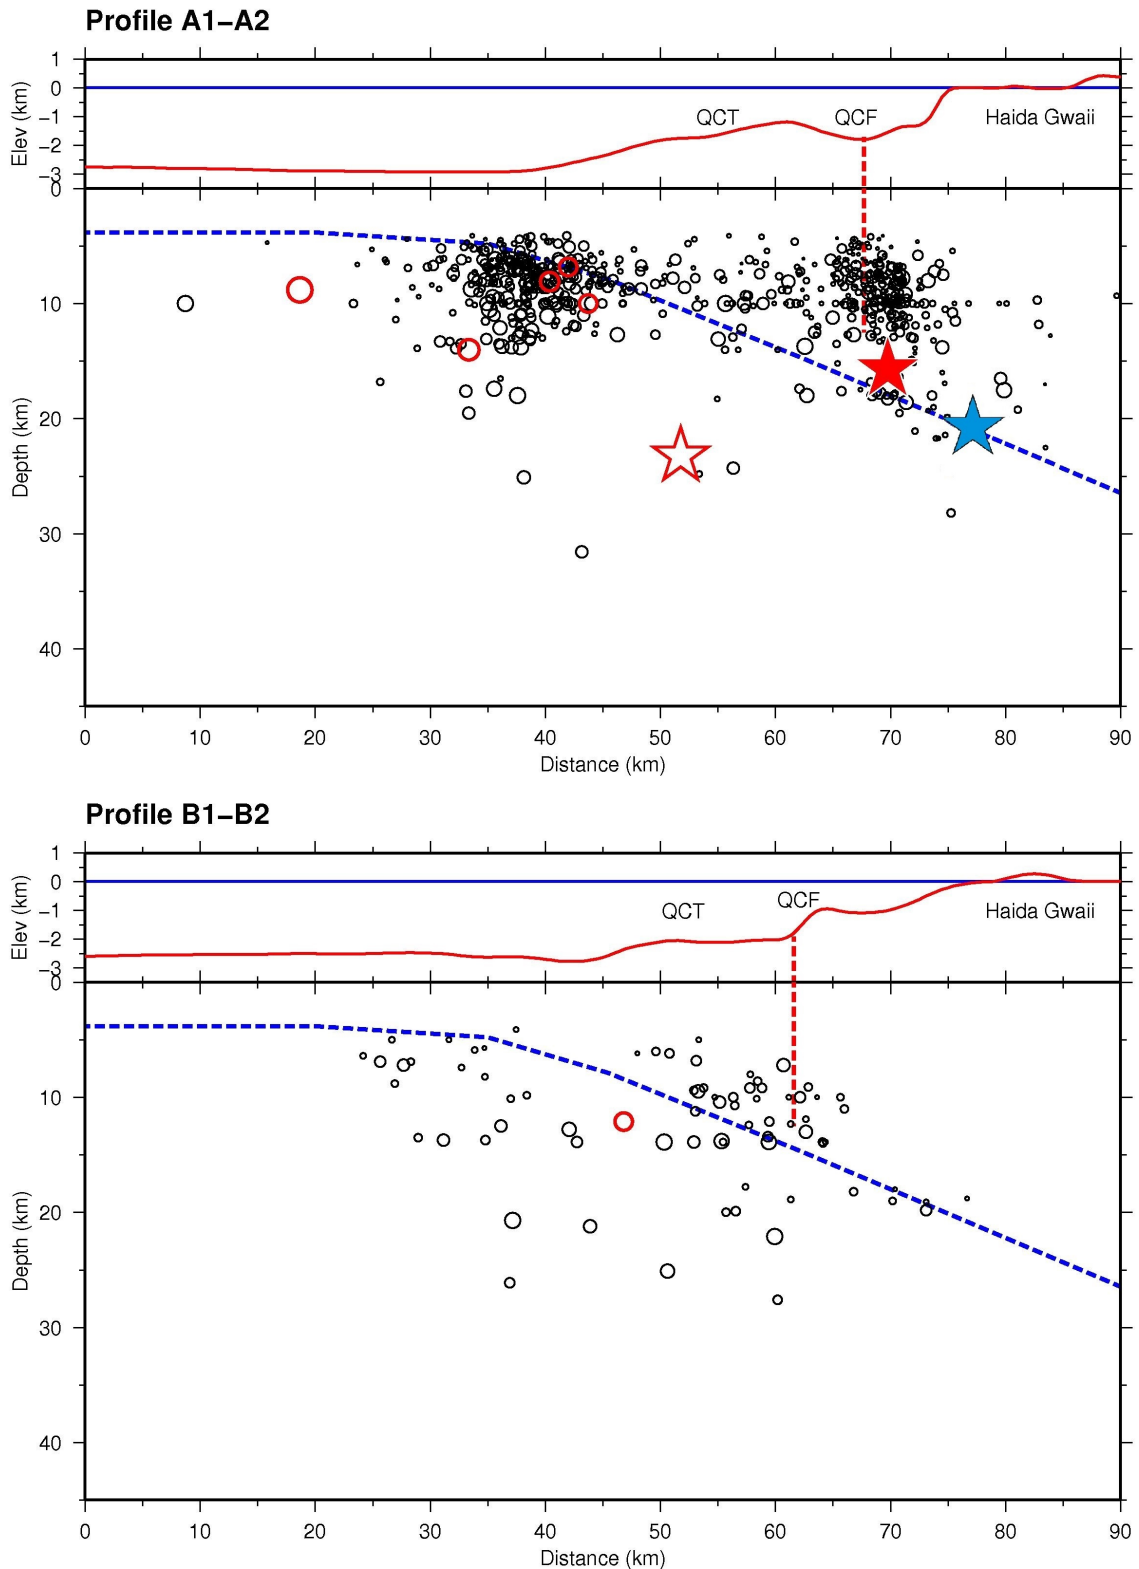 Profile A1–A2
1
0
−1
−2
−3
Elev (km)
QCT
QCF
Haida Gwaii
0
10
20
30
40
Depth (km)
0 10 20 30 40 50 60 70 80 90
Distance (km)
Profile B1–B2
1
0
−1
−2
−3
Elev (km)
QCT
QCF
Haida Gwaii
0
10
20
30
40
Depth (km)
0 10 20 30 40 50 60 70 80 90
Distance (km)